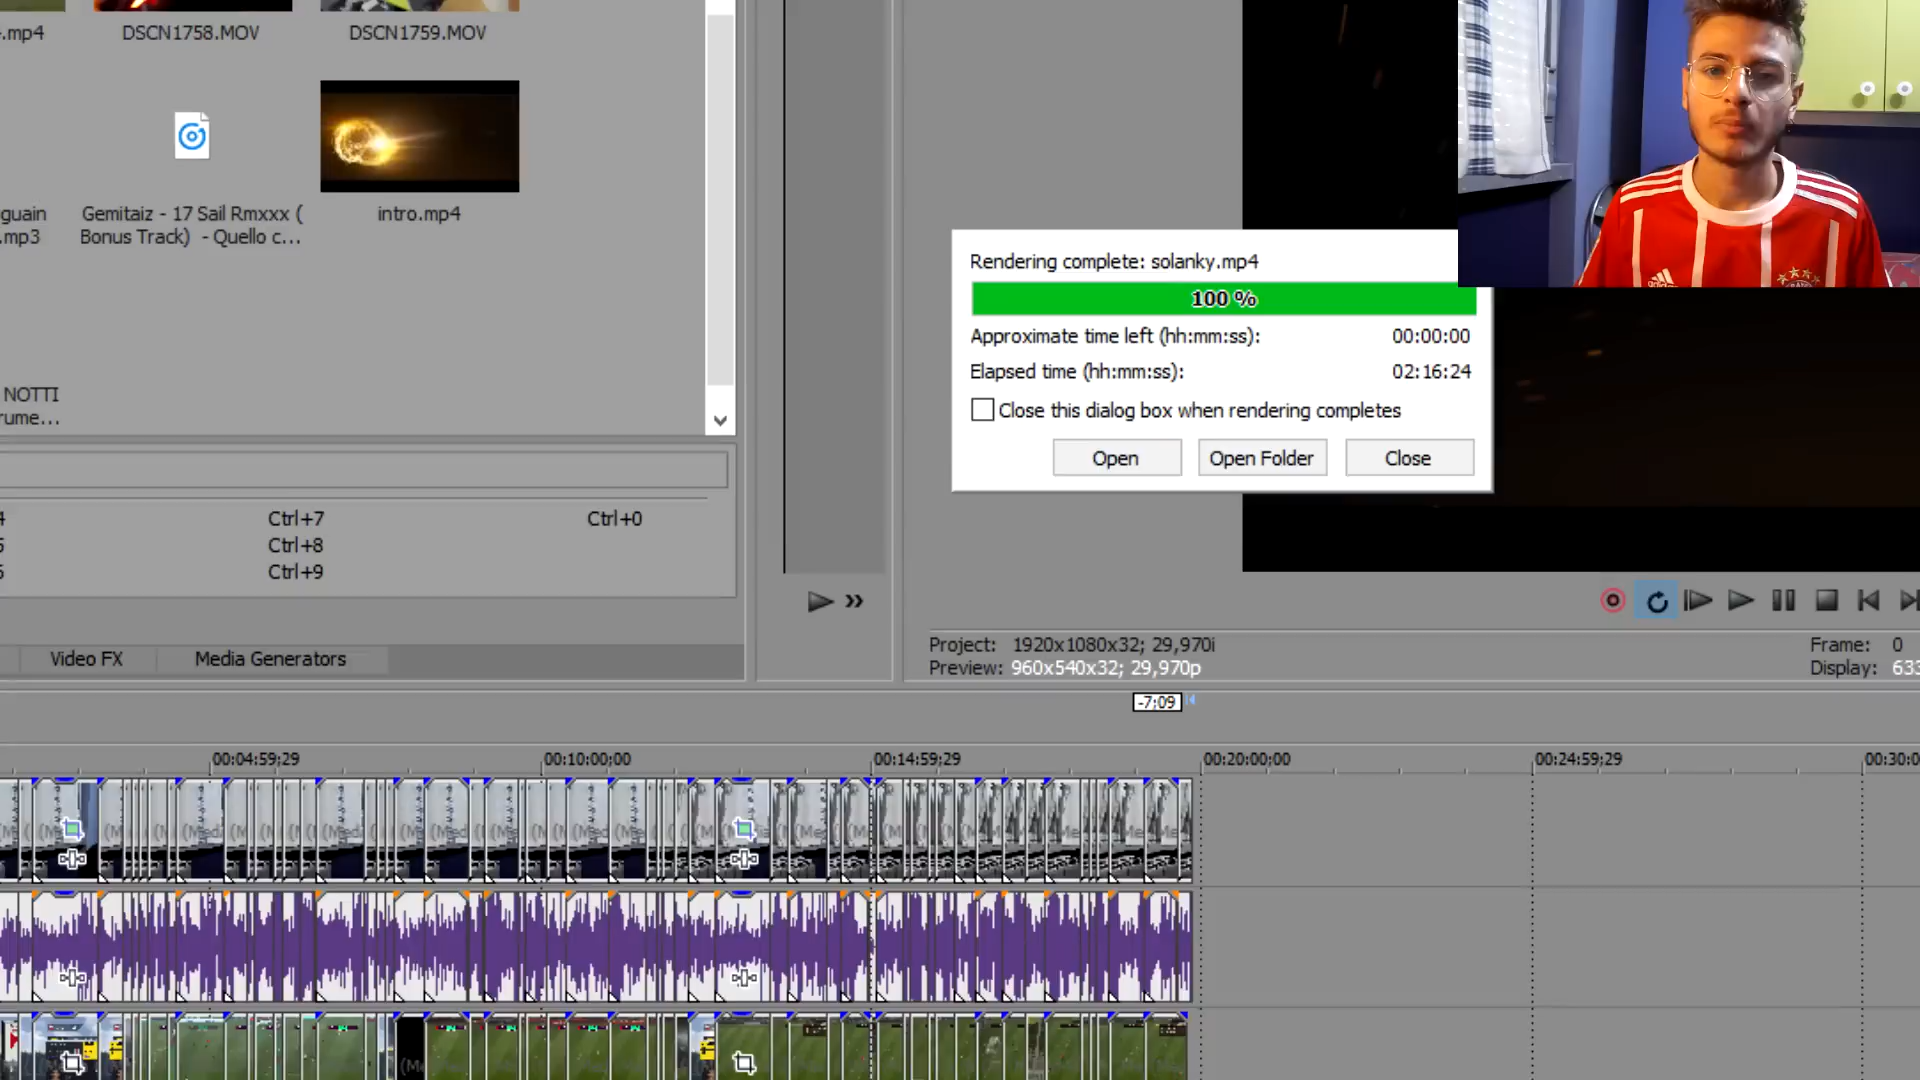 .mp4
DSCN1758.MOV
DSCN1759.MOV
guain
.mp3
Gemitaiz - 17 Sail Rmxxx (
Bonus Track)  - Quello c...
intro.mp4
NOTTI
rume...
Rendering complete: solanky.mp4
100 %
Approximate time left (hh:mm:ss): 00:00:00
Elapsed time (hh:mm:ss): 02:16:24
Close this dialog box when rendering completes
Open
Open Folder
Close
4
Ctrl+7
Ctrl+0
5
Ctrl+8
6
Ctrl+9
Video FX
Media Generators
Project: 1920x1080x32; 29,970i
Preview: 960x540x32; 29,970p
Frame: 0
Display: 633
-7;09
00:04:59;29
00:10:00;00
00:14:59;29
00:20:00;00
00:24:59;29
00:30:0
adidas